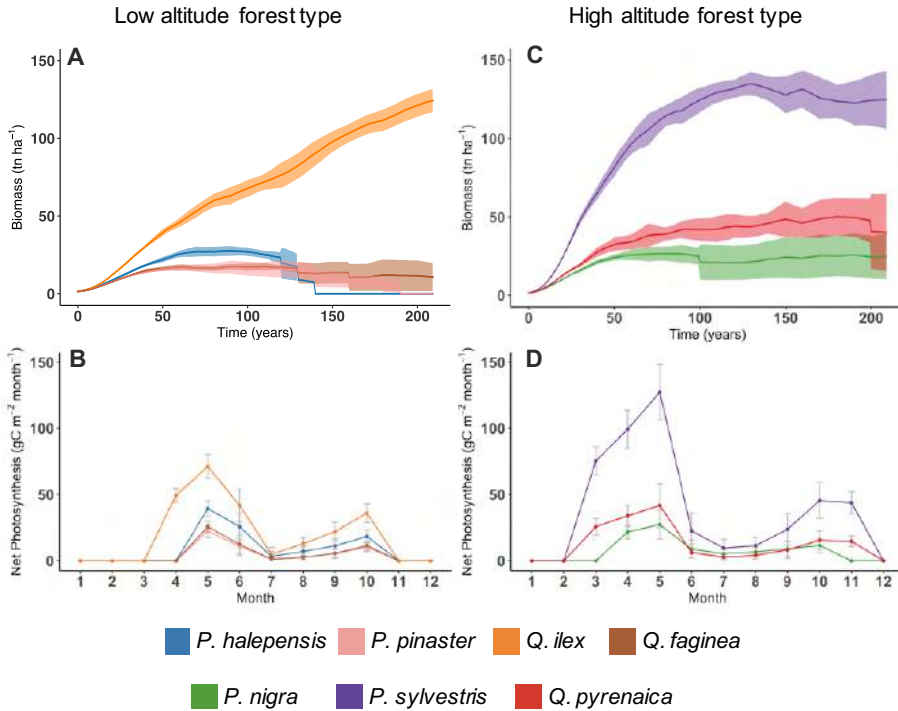 Low altitude forest type
High altitude forest type
A
Biomass (tn ha⁻¹)
150
100
50
0
0 50 100 150 200
Time (years)
C
Biomass (tn ha⁻¹)
150
100
50
0
0 50 100 150 200
Time (years)
B
Net Photosynthesis (gC m⁻² month⁻¹)
150
100
50
0
1 2 3 4 5 6 7 8 9 10 11 12
Month
D
Net Photosynthesis (gC m⁻² month⁻¹)
150
100
50
0
1 2 3 4 5 6 7 8 9 10 11 12
Month
P. halepensis P. pinaster Q. ilex Q. faginea
P. nigra P. sylvestris Q. pyrenaica